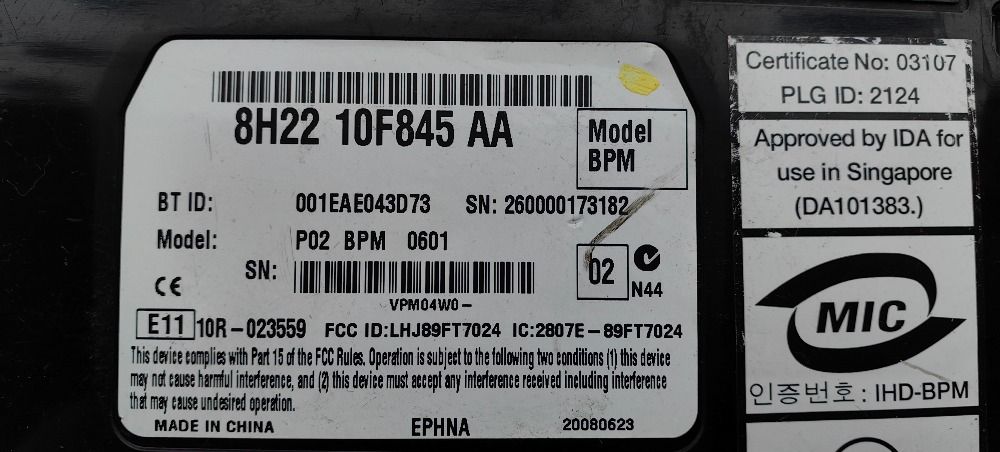 8H22 10F845 AA
Model
BPM
BT ID: 001EAE043D73 SN: 260000173182
Model: P02 BPM 0601
SN:
VPM04W0-
02
N44
CE
E11 10R-023559 FCC ID:LHJ89FT7024 IC:2807E-89FT7024
This device complies with Part 15 of the FCC Rules. Operation is subject to the following two conditions (1) this device
may not cause harmful interference, and (2) this device must accept any interference received including interference
that may cause undesired operation.
MADE IN CHINA EPHNA 20080623
Certificate No: 03107
PLG ID: 2124
Approved by IDA for
use in Singapore
(DA101383.)
MIC
인증번호: IHD-BPM